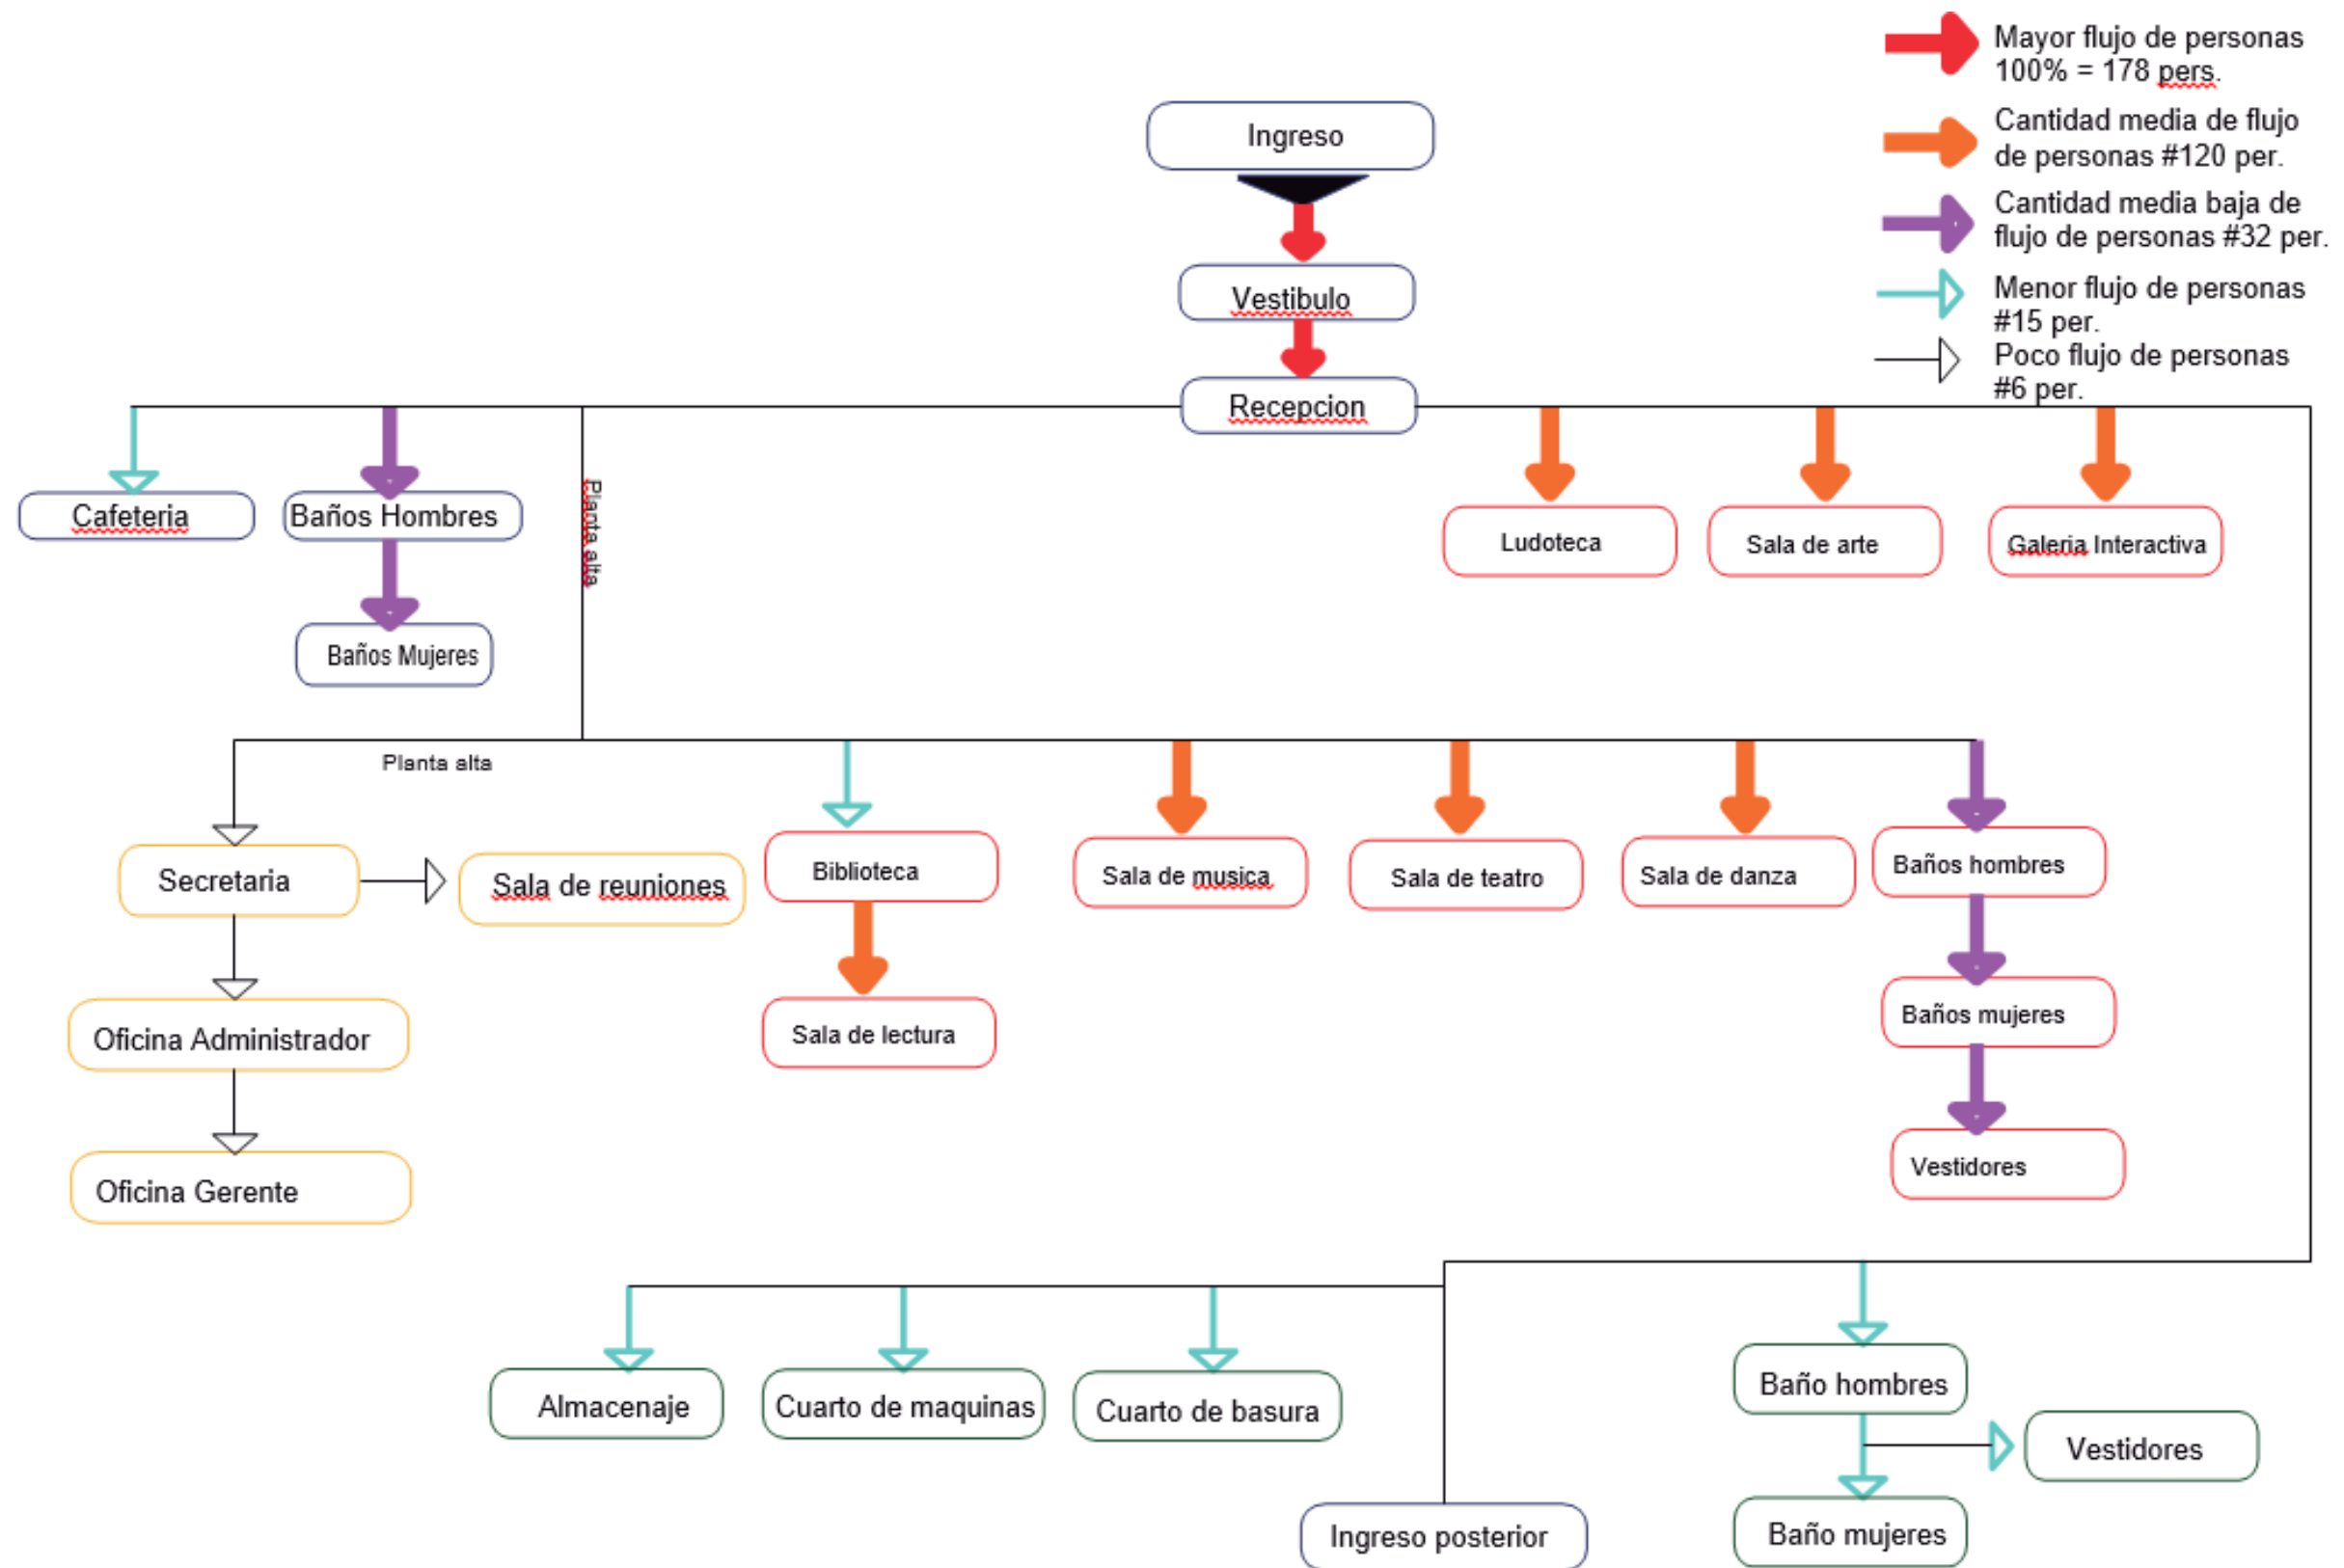 Mayor flujo de personas
100% = 178 pers.
Cantidad media de flujo
de personas #120 per.
Cantidad media baja de
flujo de personas #32 per.
Menor flujo de personas
#15 per.
Poco flujo de personas
#6 per.
Ingreso
Vestibulo
Recepcion
Cafeteria
Baños Hombres
Planta alta
Ludoteca
Sala de arte
Galeria Interactiva
Baños Mujeres
Planta alta
Secretaria
Sala de reuniones
Biblioteca
Sala de musica
Sala de teatro
Sala de danza
Baños hombres
Oficina Administrador
Sala de lectura
Baños mujeres
Oficina Gerente
Vestidores
Almacenaje
Cuarto de maquinas
Cuarto de basura
Baño hombres
Vestidores
Ingreso posterior
Baño mujeres